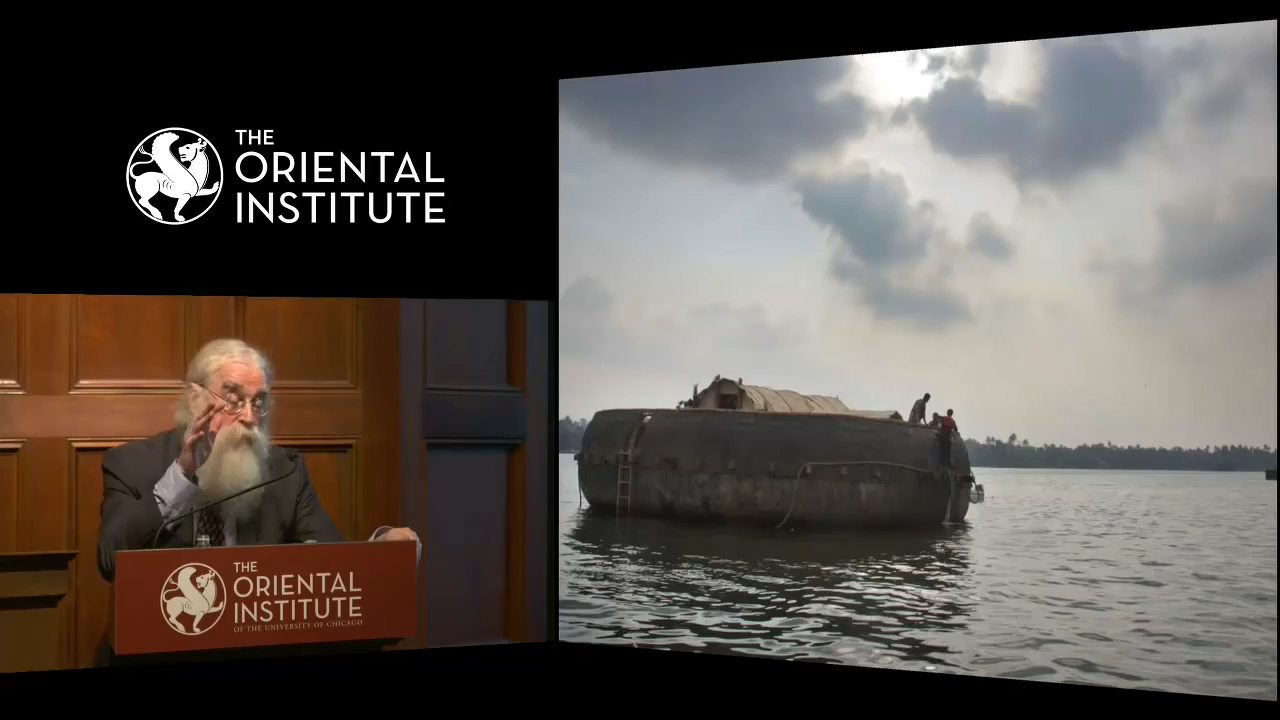 THE
ORIENTAL
INSTITUTE
THE
ORIENTAL
INSTITUTE
OF THE UNIVERSITY OF CHICAGO